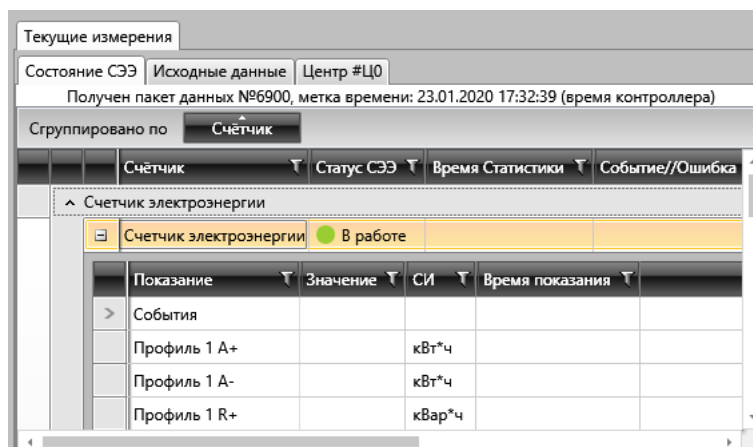 Текущие измерения
Состояние СЭЭ Исходные данные Центр #Ц0
Получен пакет данных №6900, метка времени: 23.01.2020 17:32:39 (время контроллера)
Сгруппировано по Счётчик
Счётчик Статус СЭЭ Время Статистики Событие//Ошибка
Счетчик электроэнергии
Счетчик электроэнергии В работе
Показание Значение СИ Время показания
События
Профиль 1 A+ кВт*ч
Профиль 1 A- кВт*ч
Профиль 1 R+ кВар*ч